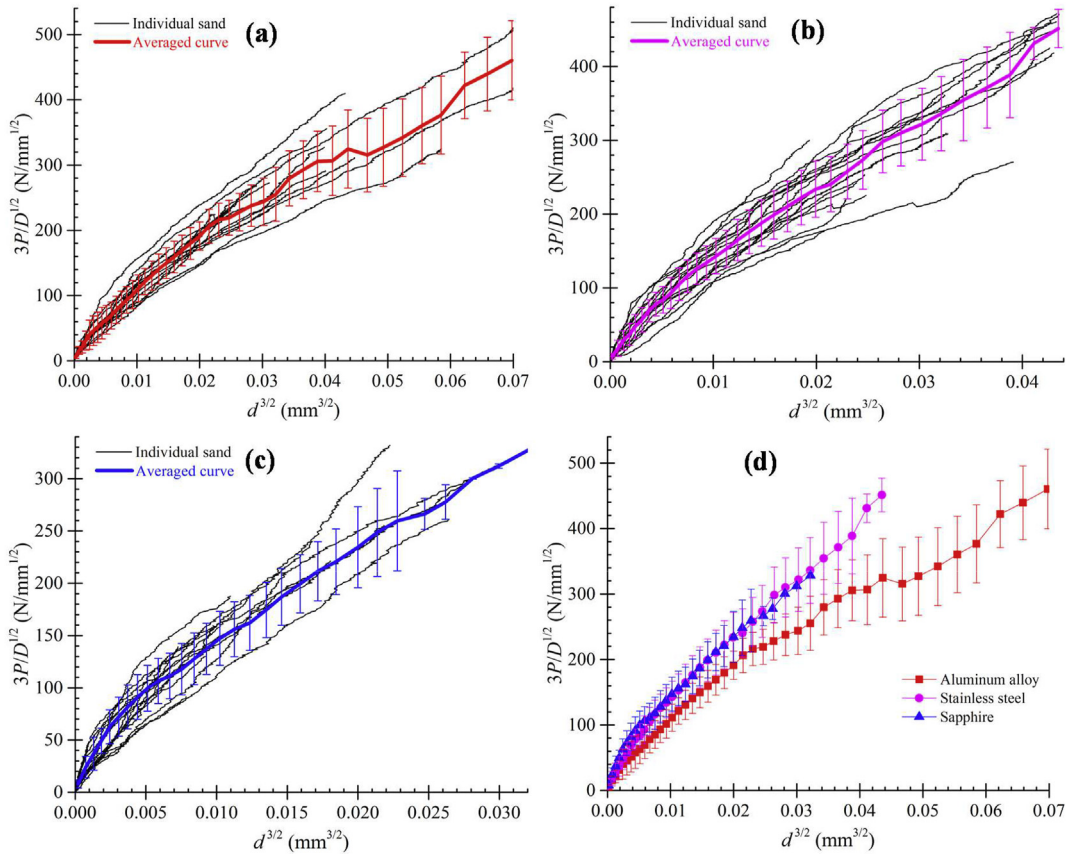 (a)
Individual sand
Averaged curve
500
400
300
200
100
0
3P/D^{1/2} (N/mm^{1/2})
0.00 0.01 0.02 0.03 0.04 0.05 0.06 0.07
d^{3/2} (mm^{3/2})
(b)
Individual sand
Averaged curve
500
400
300
200
100
0
3P/D^{1/2} (N/mm^{1/2})
0.00 0.01 0.02 0.03 0.04
d^{3/2} (mm^{3/2})
(c)
Individual sand
Averaged curve
300
250
200
150
100
50
0
3P/D^{1/2} (N/mm^{1/2})
0.000 0.005 0.010 0.015 0.020 0.025 0.030
d^{3/2} (mm^{3/2})
(d)
500
400
300
200
100
0
3P/D^{1/2} (N/mm^{1/2})
Aluminum alloy
Stainless steel
Sapphire
0.00 0.01 0.02 0.03 0.04 0.05 0.06 0.07
d^{3/2} (mm^{3/2})